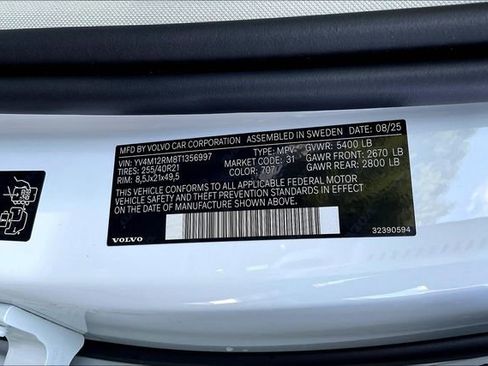 MFD BY VOLVO CAR CORPORATION ASSEMBLED IN SWEDEN DATE 08/25
VIN: YV4M12RM8T1356997 TYPE: MPV GVWR: 5400 LB
TIRES: 255/40R21 MARKET CODE: 31 GAWR FRONT: 2670 LB
RIM: 8,5Jx21x49,5 COLOR: 707 GAWR REAR: 2800 LB
THIS VEHICLE CONFORMS TO ALL APPLICABLE FEDERAL MOTOR
VEHICLE SAFETY AND THEFT PREVENTION STANDARDS IN EFFECT
ON THE DATE OF MANUFACTURE SHOWN ABOVE
VOLVO
32390594